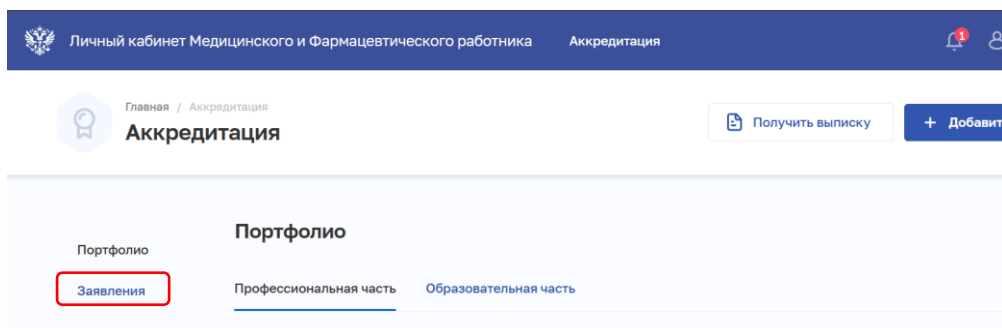 Личный кабинет Медицинского и Фармацевтического работника Аккредитация 1
Главная / Аккредитация
Аккредитация
Получить выписку
+ Добавит
Портфолио
Портфолио
Заявления
Профессиональная часть Образовательная часть